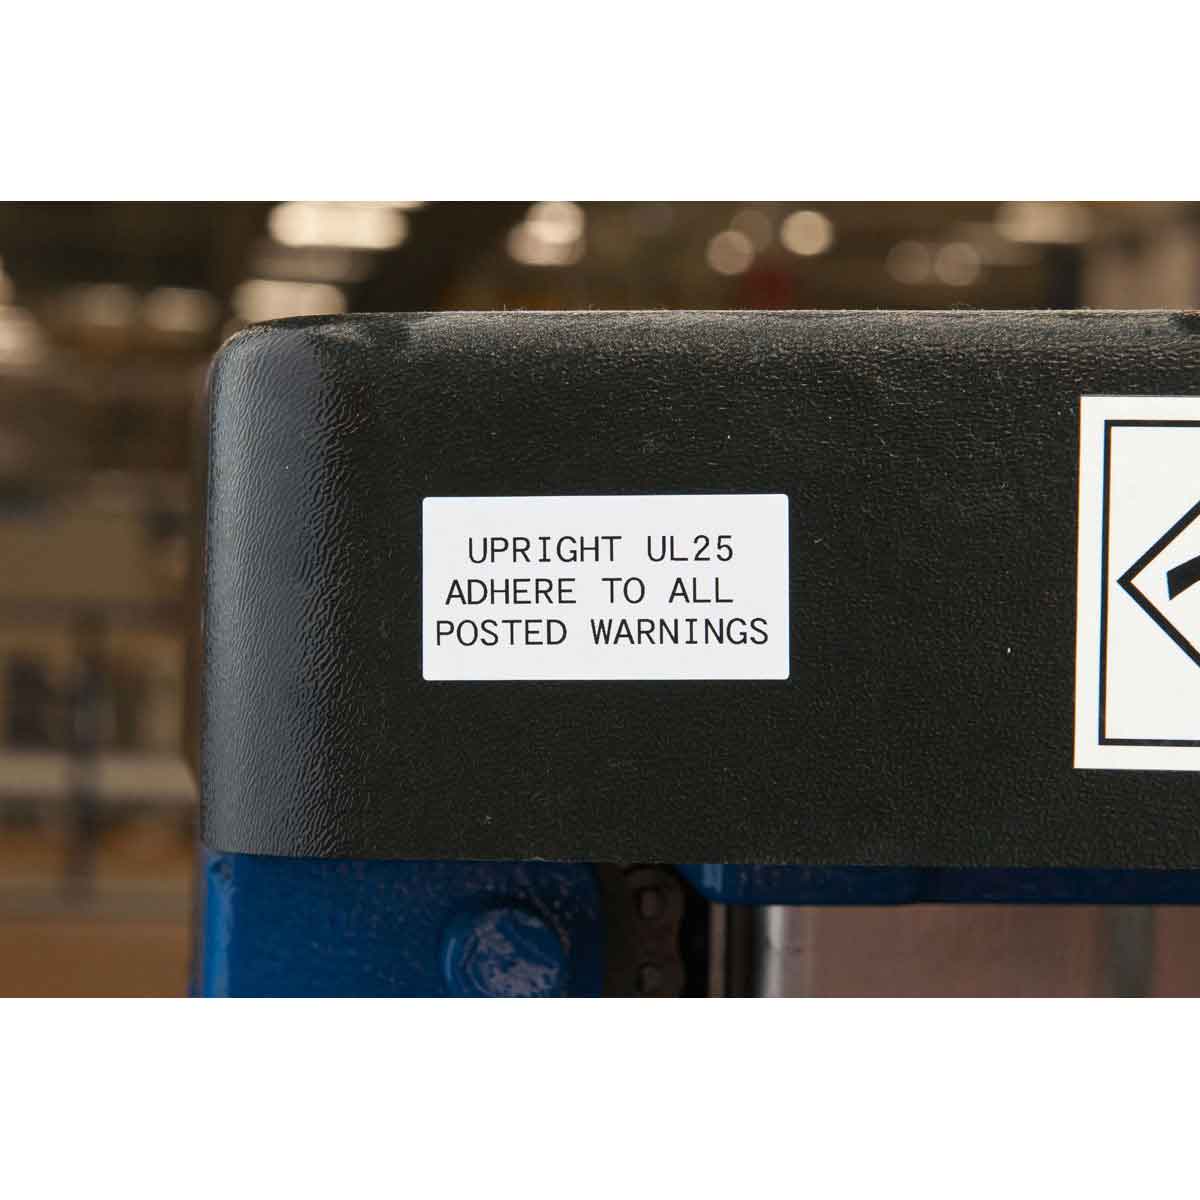 UPRIGHT UL25
ADHERE TO ALL
POSTED WARNINGS